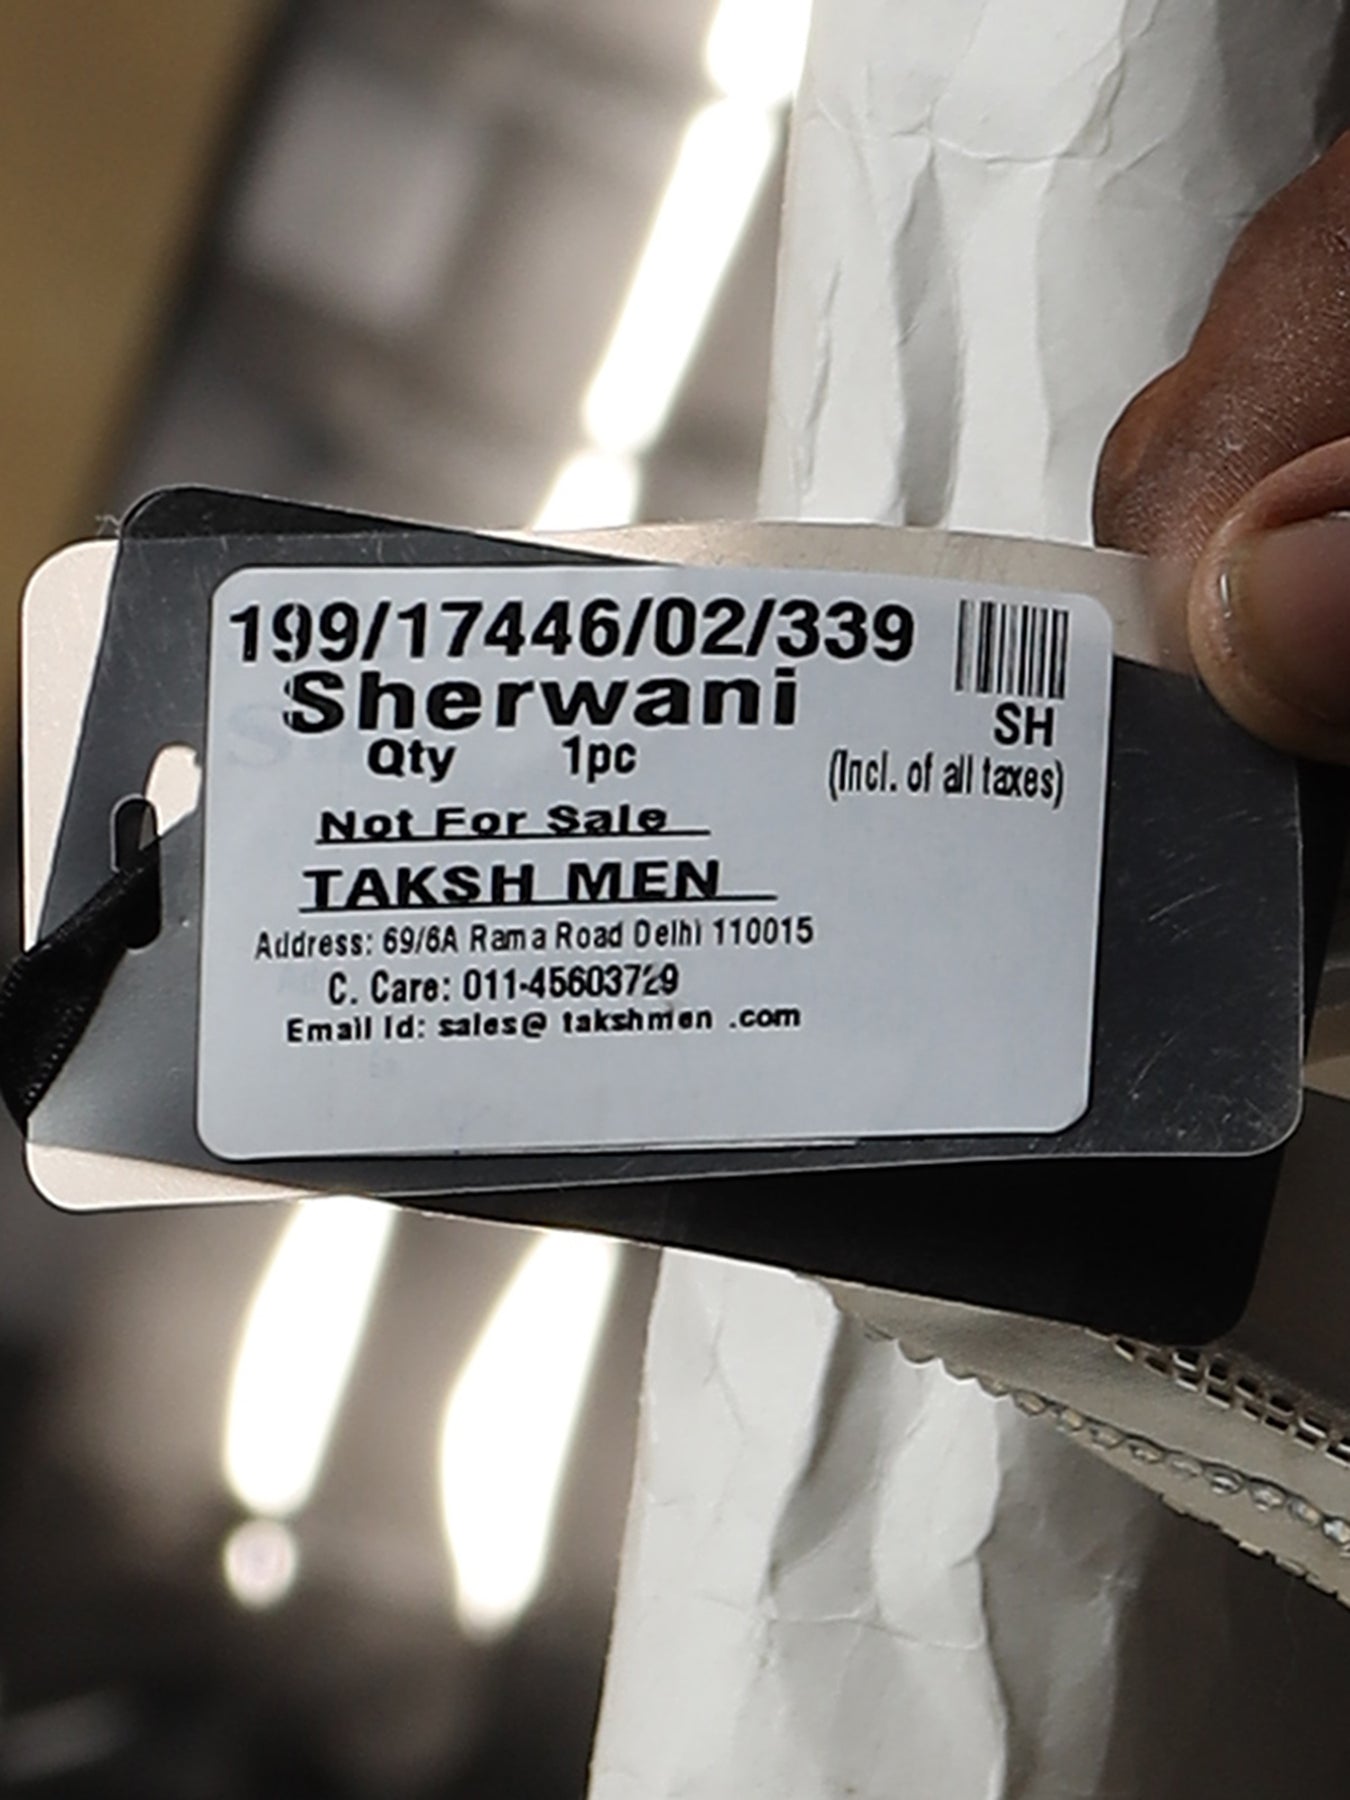 199/17446/02/339
Sherwani
SH
Qty 1pc
(Incl. of all taxes)
Not For Sale
TAKSH MEN
Address: 69/6A Rama Road Delhi 110015
C. Care: 011-45603729
Email Id: sales@ takshmen .com